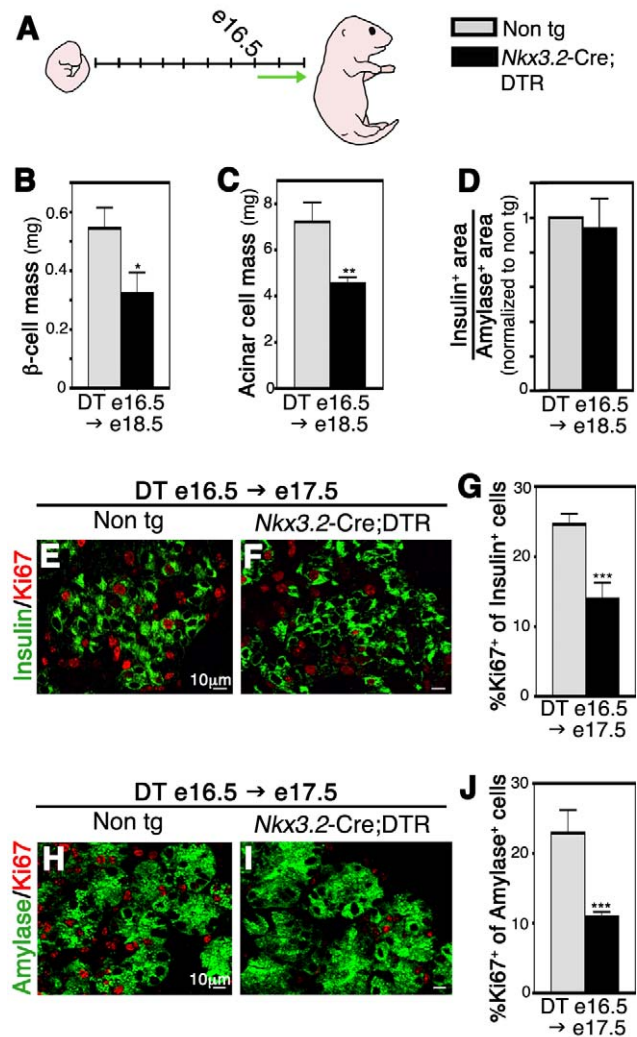 A
e16.5
Non tg
Nkx3.2-Cre;
DTR
B
β-cell mass (mg)
0.6
0.4
0.2
0
*
DT e16.5
→ e18.5
C
Acinar cell mass (mg)
8
6
4
2
0
**
DT e16.5
→ e18.5
D
Insulin⁺ area
Amylase⁺ area
(normalized to non tg)
1
0
DT e16.5
→ e18.5
DT e16.5 → e17.5
Non tg
Nkx3.2-Cre;DTR
Insulin/Ki67
E
10μm
F
G
%Ki67⁺ of Insulin⁺ cells
30
20
10
0
***
DT e16.5
→ e17.5
DT e16.5 → e17.5
Non tg
Nkx3.2-Cre;DTR
Amylase/Ki67
H
10μm
I
J
%Ki67⁺ of Amylase⁺ cells
30
20
10
0
***
DT e16.5
→ e17.5